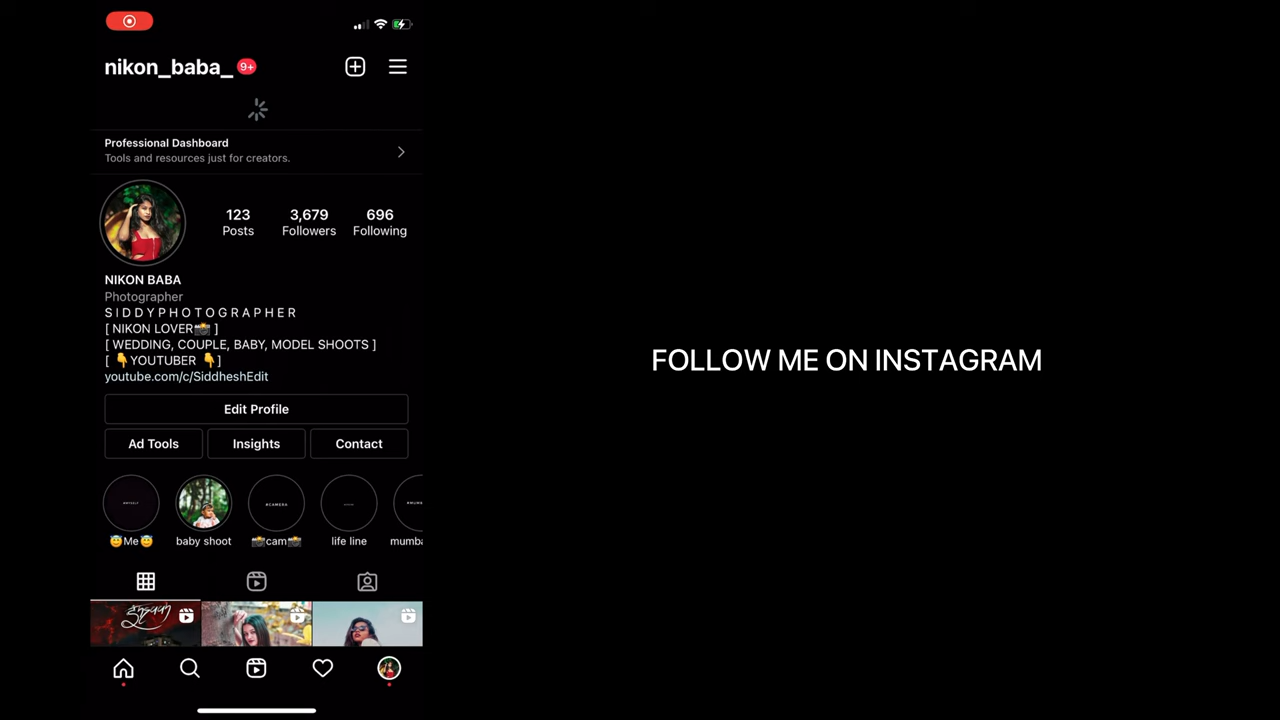 nikon_baba_ 9+
Professional Dashboard
Tools and resources just for creators.
123 3,679 696
Posts Followers Following
NIKON BABA
Photographer
S I D D Y P H O T O G R A P H E R
[ NIKON LOVER📸 ]
[ WEDDING, COUPLE, BABY, MODEL SHOOTS ]
[ 👇YOUTUBER 👇]
youtube.com/c/SiddheshEdit
Edit Profile
Ad Tools Insights Contact
#CAMERA
😇Me😇 baby shoot 📸cam📸 life line mumba
FOLLOW ME ON INSTAGRAM